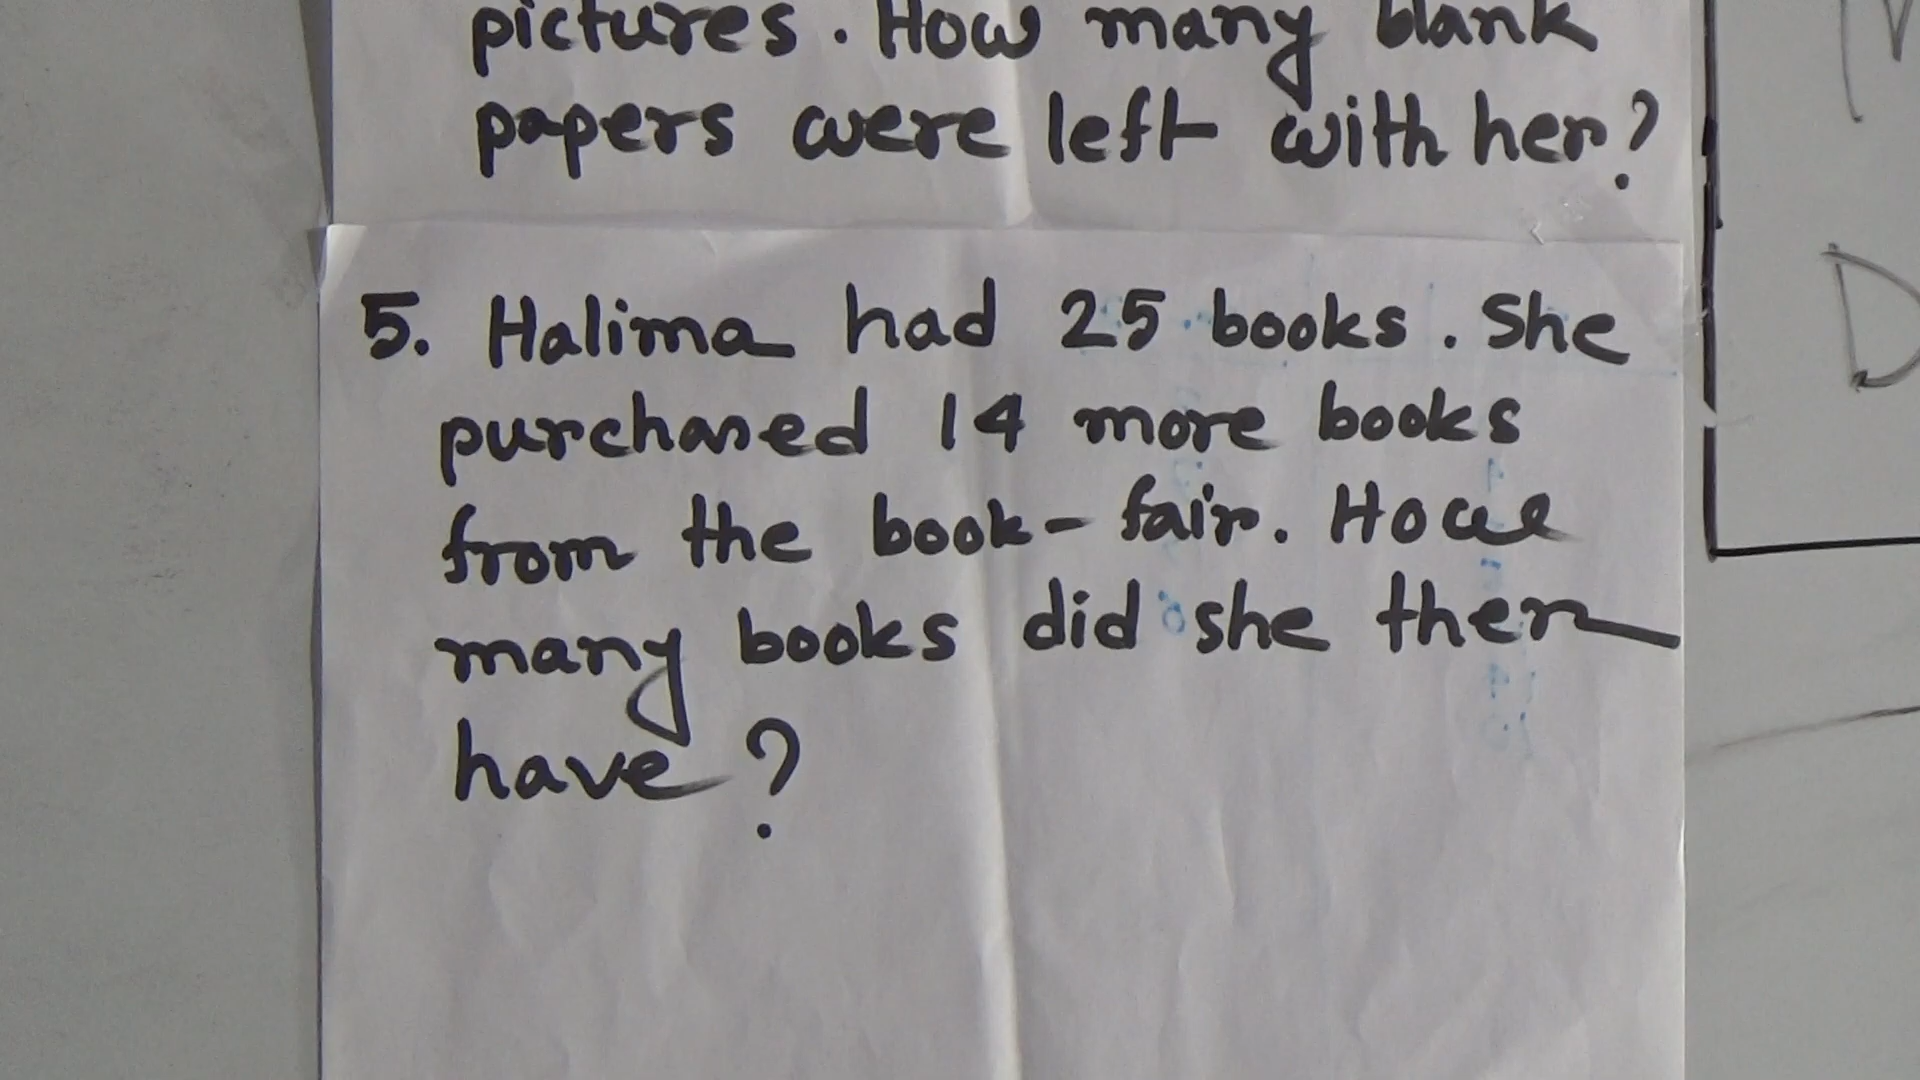 pictures. How many blank
papers were left with her?
5. Halima had 25 books. She
purchased 14 more books
from the book-fair. How
many books did she then
have?
D